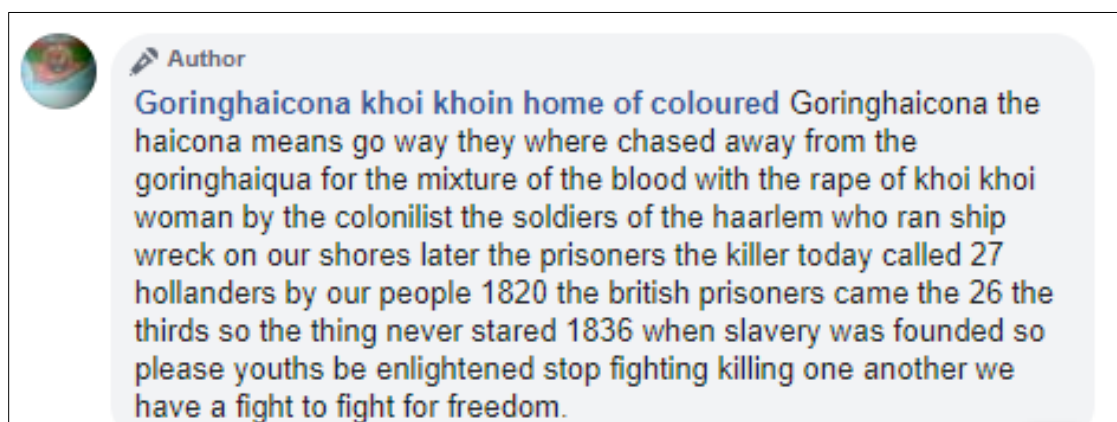 Author
Goringhaicona khoi khoin home of coloured Goringhaicona the
haicona means go way they where chased away from the
goringhaiqua for the mixture of the blood with the rape of khoi khoi
woman by the colonilist the soldiers of the haarlem who ran ship
wreck on our shores later the prisoners the killer today called 27
hollanders by our people 1820 the british prisoners came the 26 the
thirds so the thing never stared 1836 when slavery was founded so
please youths be enlightened stop fighting killing one another we
have a fight to fight for freedom.